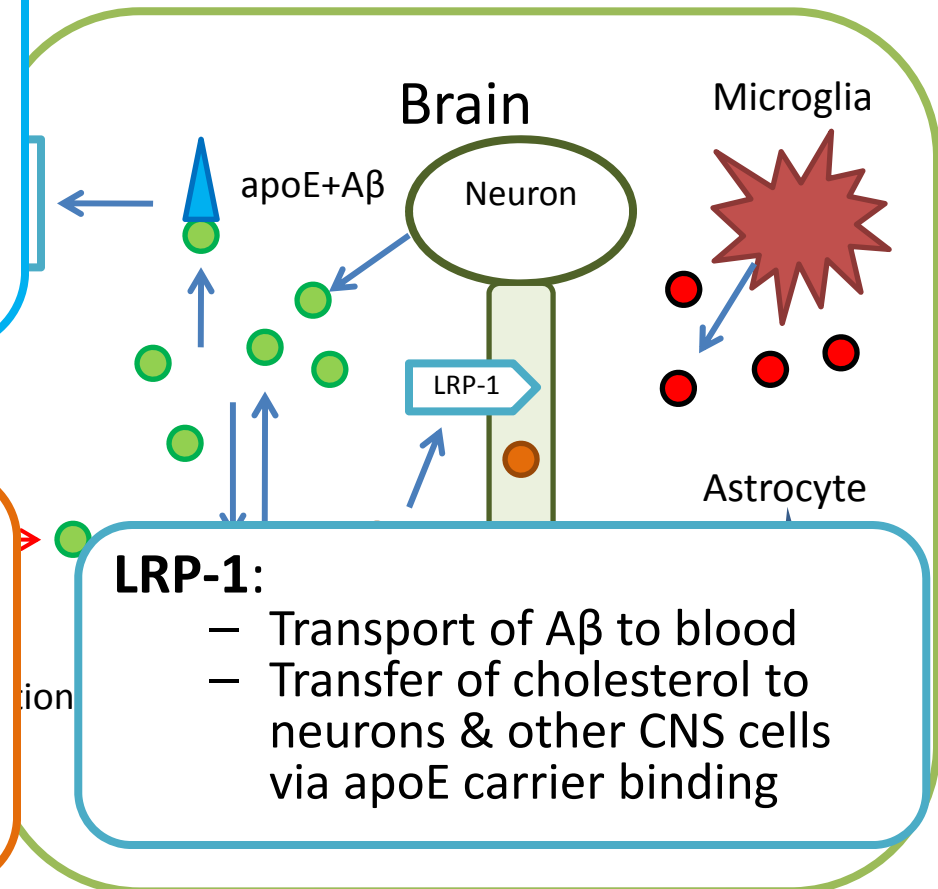 Brain
Microglia
apoE+Aβ
Neuron
LRP-1
Astrocyte
LRP-1:
– Transport of Aβ to blood
– Transfer of cholesterol to
neurons & other CNS cells
via apoE carrier binding